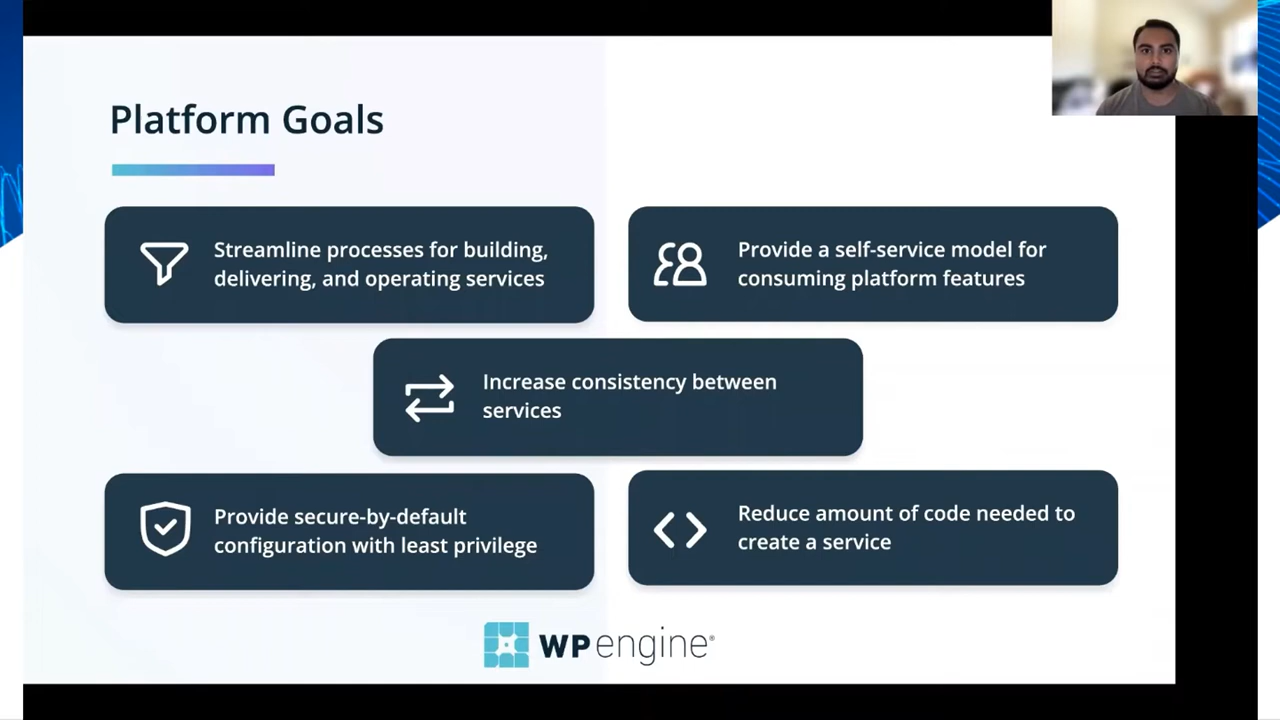 Platform Goals
Streamline processes for building,
delivering, and operating services
Provide a self-service model for
consuming platform features
Increase consistency between
services
Provide secure-by-default
configuration with least privilege
Reduce amount of code needed to
create a service
WP engine®